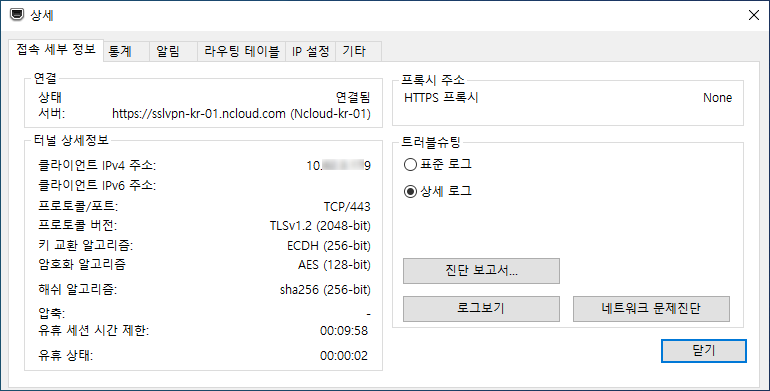 상세
접속 세부 정보 통계 알림 라우팅 테이블 IP 설정 기타
연결
상태 연결됨
서버: https://sslvpn-kr-01.ncloud.com (Ncloud-kr-01)
터널 상세정보
클라이언트 IPv4 주소: 10. 9
클라이언트 IPv6 주소:
프로토콜/포트: TCP/443
프로토콜 버전: TLSv1.2 (2048-bit)
키 교환 알고리즘: ECDH (256-bit)
암호화 알고리즘 AES (128-bit)
해쉬 알고리즘: sha256 (256-bit)
압축: -
유휴 세션 시간 제한: 00:09:58
유휴 상태: 00:00:02
프록시 주소
HTTPS 프록시 None
트러블슈팅
표준 로그
상세 로그
진단 보고서...
로그보기 네트워크 문제진단
닫기